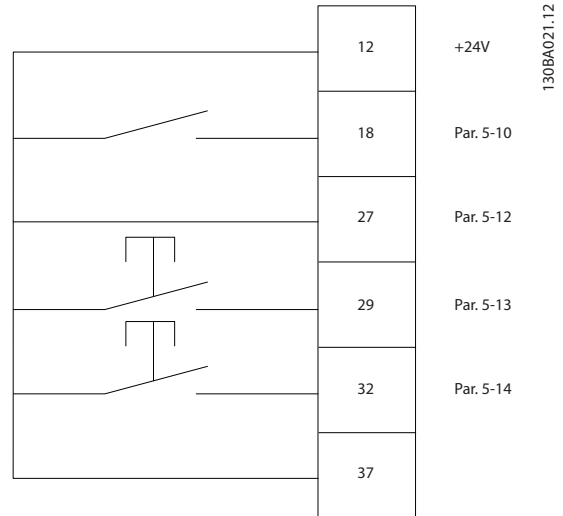 12 +24V
18 Par. 5-10
27 Par. 5-12
29 Par. 5-13
32 Par. 5-14
37
130BA021.12